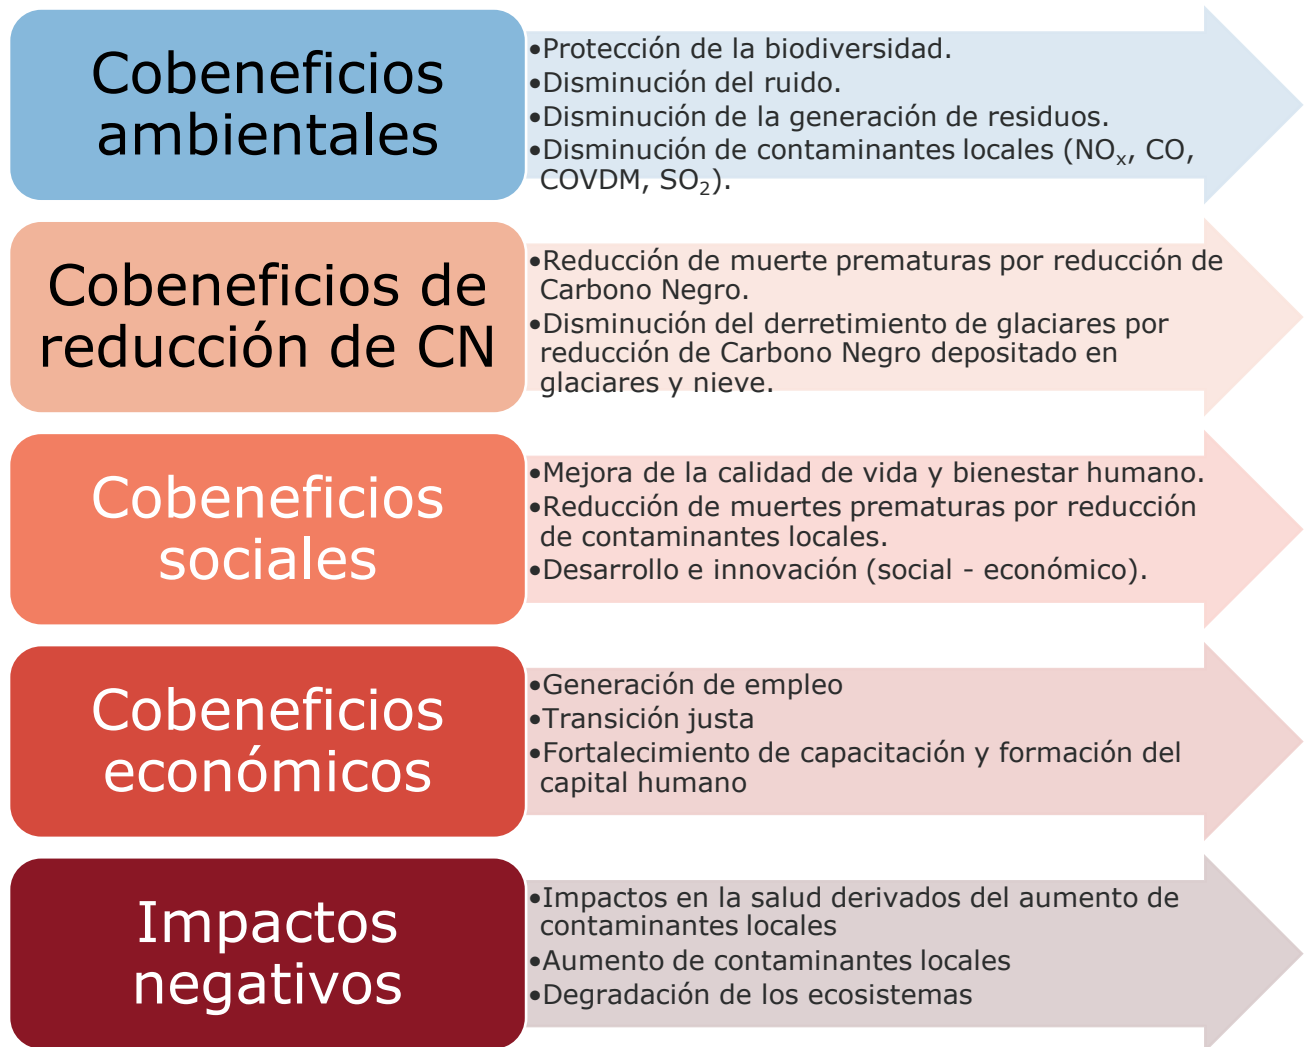 Cobeneficios
ambientales
•Protección de la biodiversidad.
•Disminución del ruido.
•Disminución de la generación de residuos.
•Disminución de contaminantes locales (NOₓ, CO,
COVDM, SO₂).
Cobeneficios de
reducción de CN
•Reducción de muerte prematuras por reducción de
Carbono Negro.
•Disminución del derretimiento de glaciares por
reducción de Carbono Negro depositado en
glaciares y nieve.
Cobeneficios
sociales
•Mejora de la calidad de vida y bienestar humano.
•Reducción de muertes prematuras por reducción
de contaminantes locales.
•Desarrollo e innovación (social - económico).
Cobeneficios
económicos
•Generación de empleo
•Transición justa
•Fortalecimiento de capacitación y formación del
capital humano
Impactos
negativos
•Impactos en la salud derivados del aumento de
contaminantes locales
•Aumento de contaminantes locales
•Degradación de los ecosistemas